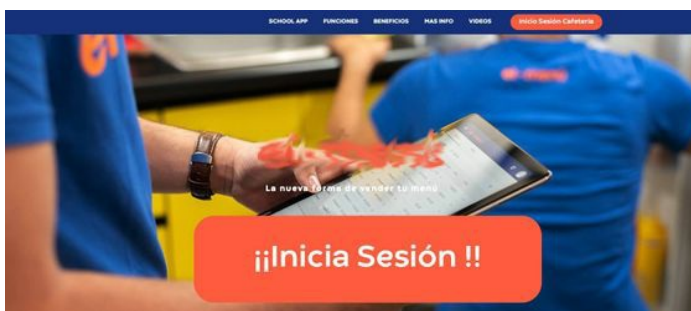 SCHOOL APP FUNCIONES BENEFICIOS MAS INFO VIDEOS Inicio Sesión Cafetería
La nueva forma de vender tu menú
¡¡Inicia Sesión !!